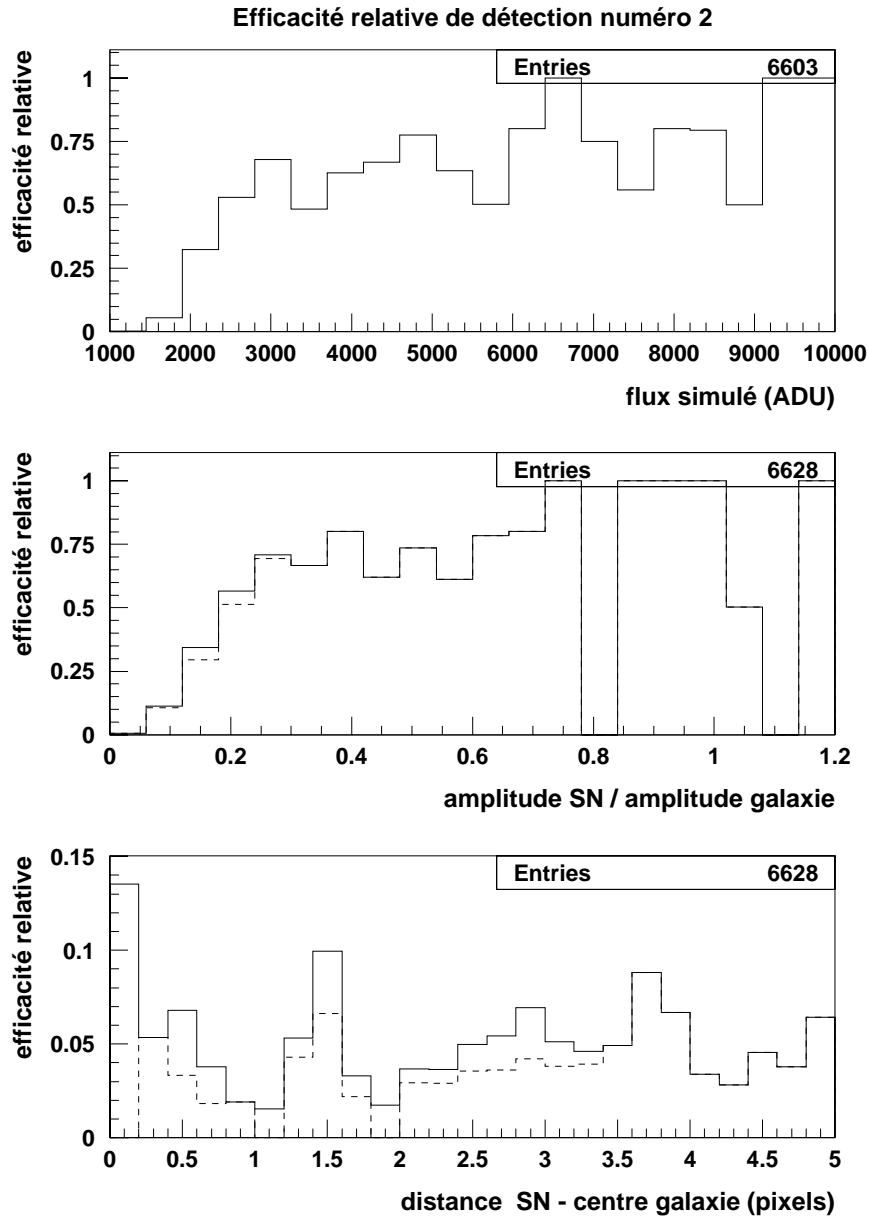 Efficacité relative de détection numéro 2
Entries 6603
efficacité relative
1
0.75
0.5
0.25
0
1000 2000 3000 4000 5000 6000 7000 8000 9000 10000
flux simulé (ADU)
Entries 6628
efficacité relative
1
0.75
0.5
0.25
0
0 0.2 0.4 0.6 0.8 1 1.2
amplitude SN / amplitude galaxie
Entries 6628
efficacité relative
0.15
0.1
0.05
0
0 0.5 1 1.5 2 2.5 3 3.5 4 4.5 5
distance SN - centre galaxie (pixels)